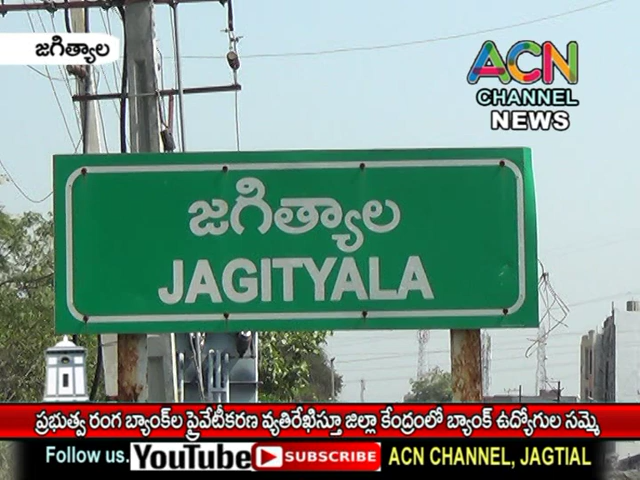 జగిత్యాల
ACN
CHANNEL
NEWS
జగిత్యాల
JAGITYALA
ప్రభుత్వ రంగ బ్యాంక్‌ల ప్రైవేటీకరణ వ్యతిరేఖిస్తూ జిల్లా కేంద్రంలో బ్యాంక్ ఉద్యోగుల సమ్మె
Follow us. YouTube SUBSCRIBE ACN CHANNEL, JAGTIAL